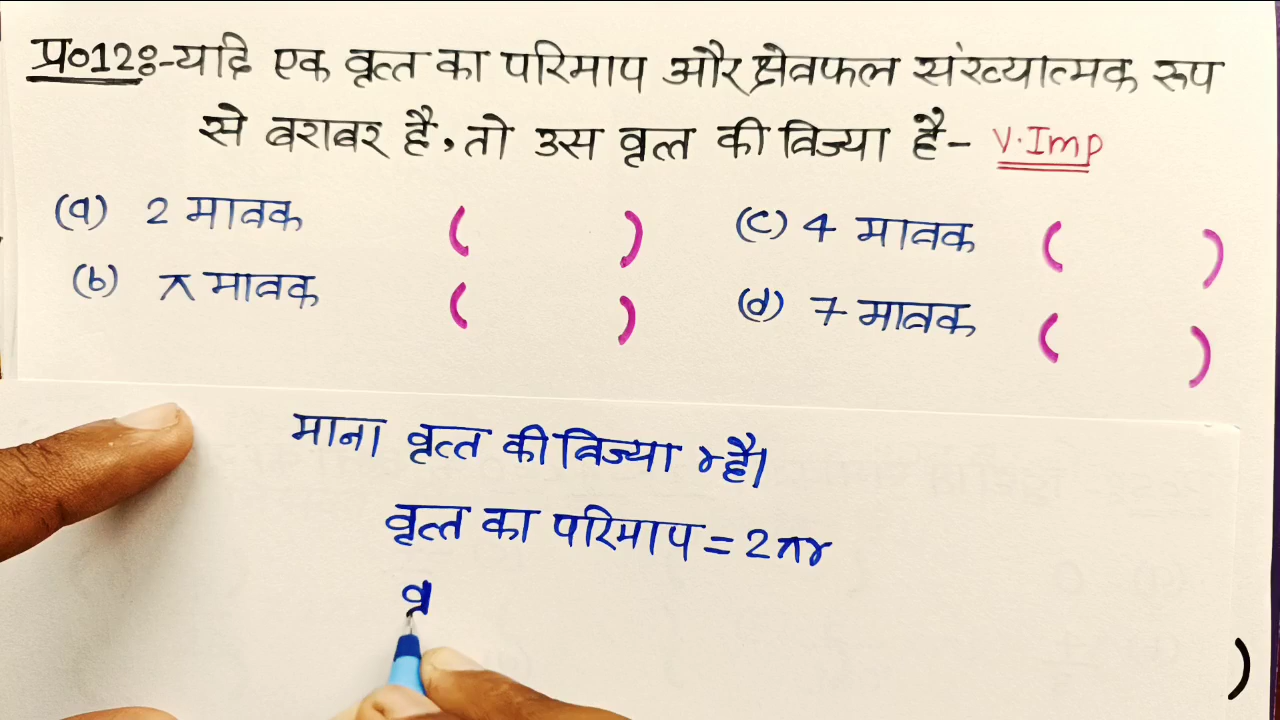 प्र०12:-यदि एक वृत्त का परिमाप और क्षेत्रफल संख्यात्मक रूप
से बराबर है, तो उस वृत्त की त्रिज्या है- V.Imp
(a) 2 मात्रक ( ) (c) 4 मात्रक ( )
(b) π मात्रक ( ) (d) 7 मात्रक ( )
माना वृत्त की त्रिज्या r है।
वृत्त का परिमाप = 2πr
वृ
)